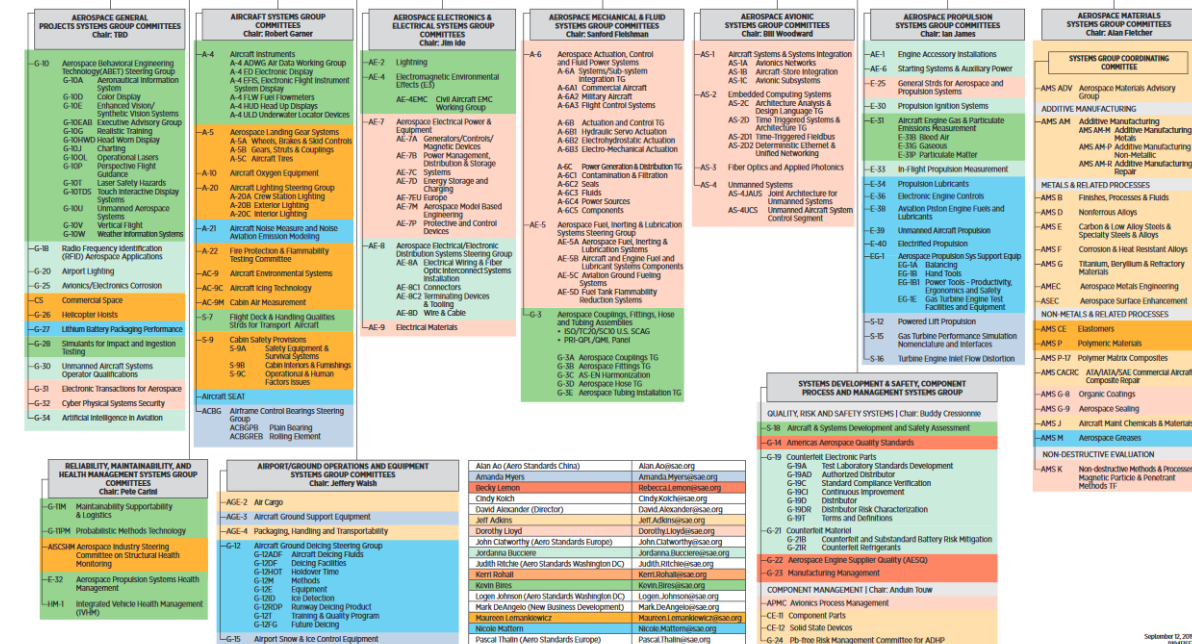 AEROSPACE GENERAL
PROJECTS SYSTEMS GROUP COMMITTEES
Chair: TBD
G-10 Aerospace Behavioral Engineering
Technology(ABET) Steering Group
G-10A Aeronautical Information
System
G-10D Color Display
G-10E Enhanced Vision/
Synthetic Vision Systems
G-10EAB Executive Advisory Group
G-10G Realistic Training
G-10HWD Head Worn Display
G-10J Charting
G-10OL Operational Lasers
G-10P Perspective Flight
Guidance
G-10T Laser Safety Hazards
G-10TDS Touch Interactive Display
Systems
G-10U Unmanned Aerospace
Systems
G-10V Vertical Flight
G-10W Weather Information Systems
G-18 Radio Frequency Identification
(RFID) Aerospace Applications
G-20 Airport Lighting
G-25 Avionics/Electronics Corrosion
CS Commercial Space
G-26 Helicopter Hoists
G-27 Lithium Battery Packaging Performance
G-28 Simulants for Impact and Ingestion
Testing
G-30 Unmanned Aircraft Systems
Operator Qualifications
G-31 Electronic Transactions for Aerospace
G-32 Cyber Physical Systems Security
G-34 Artificial Intelligence in Aviation
AIRCRAFT SYSTEMS GROUP
COMMITTEES
Chair: Robert Garner
A-4 Aircraft Instruments
A-4 ADWG Air Data Working Group
A-4 ED Electronic Display
A-4 EFIS, Electronic Flight Instrument
System Display
A-4 FLW Fuel Flowmeters
A-4 HUD Head Up Displays
A-4 ULD Underwater Locator Devices
A-5 Aerospace Landing Gear Systems
A-5A Wheels, Brakes & Skid Controls
A-5B Gears, Struts & Couplings
A-5C Aircraft Tires
A-10 Aircraft Oxygen Equipment
A-20 Aircraft Lighting Steering Group
A-20A Crew Station Lighting
A-20B Exterior Lighting
A-20C Interior Lighting
A-21 Aircraft Noise Measure and Noise
Aviation Emission Modeling
A-22 Fire Protection & Flammability
Testing Committee
AC-9 Aircraft Environmental Systems
AC-9C Aircraft Icing Technology
AC-9M Cabin Air Measurement
S-7 Flight Deck & Handling Qualities
Strds for Transport Aircraft
S-9 Cabin Safety Provisions
S-9A Safety Equipment &
Survival Systems
S-9B Cabin Interiors & Furnishings
S-9C Operational & Human
Factors Issues
Aircraft SEAT
ACBG Airframe Control Bearings Steering
Group
ACBGPB Plain Bearing
ACBGREB Rolling Element
AEROSPACE ELECTRONICS &
ELECTRICAL SYSTEMS GROUP
COMMITTEES
Chair: Jim Ide
AE-2 Lightning
AE-4 Electromagnetic Environmental
Effects (E3)
AE-4EMC Civil Aircraft EMC
Working Group
AE-7 Aerospace Electrical Power &
Equipment
AE-7A Generators/Controls/
Magnetic Devices
AE-7B Power Management,
Distribution & Storage
AE-7C Systems
AE-7D Energy Storage and
Charging
AE-7EU Europe
AE-7M Aerospace Model Based
Engineering
AE-7P Protective and Control
Devices
AE-8 Aerospace Electrical/Electronic
Distribution Systems Steering Group
AE-8A Electrical Wiring & Fiber
Optic Interconnect Systems
Installation
AE-8C1 Connectors
AE-8C2 Terminating Devices
& Tooling
AE-8D Wire & Cable
AE-9 Electrical Materials
AEROSPACE MECHANICAL & FLUID
SYSTEMS GROUP COMMITTEES
Chair: Sanford Fleishman
A-6 Aerospace Actuation, Control
and Fluid Power Systems
A-6A Systems/Sub-system
Integration TG
A-6A1 Commercial Aircraft
A-6A2 Military Aircraft
A-6A3 Flight Control Systems
A-6B Actuation and Control TG
A-6B1 Hydraulic Servo Actuation
A-6B2 Electrohydrostatic Actuation
A-6B3 Electro-Mechanical Actuation
A-6C Power Generation & Distribution TG
A-6C1 Contamination & Filtration
A-6C2 Seals
A-6C3 Fluids
A-6C4 Power Sources
A-6C5 Components
AE-5 Aerospace Fuel, Inerting & Lubrication
Systems Steering Group
AE-5A Aerospace Fuel, Inerting &
Lubrication Systems
AE-5B Aircraft and Engine Fuel and
Lubricant Systems Components
AE-5C Aviation Ground Fueling
Systems
AE-5D Fuel Tank Flammability
Reduction Systems
G-3 Aerospace Couplings, Fittings, Hose
and Tubing Assemblies
• ISO/TC20/SC10 U.S. SCAG
• PRI-QPL/QML Panel
G-3A Aerospace Couplings TG
G-3B Aerospace Fittings TG
G-3C AS-EN Harmonization
G-3D Aerospace Hose TG
G-3E Aerospace Tubing Installation TG
AEROSPACE AVIONIC
SYSTEMS GROUP COMMITTEES
Chair: Bill Woodward
AS-1 Aircraft Systems & Systems Integration
AS-1A Avionics Networks
AS-1B Aircraft-Store Integration
AS-1C Avionic Subsystems
AS-2 Embedded Computing Systems
AS-2C Architecture Analysis &
Design Language TG
AS-2D Time Triggered Systems &
Architecture TG
AS-2D1 Time-Triggered Fieldbus
AS-2D2 Deterministic Ethernet &
Unified Networking
AS-3 Fiber Optics and Applied Photonics
AS-4 Unmanned Systems
AS-4JAUS Joint Architecture for
Unmanned Systems
AS-4UCS Unmanned Aircraft System
Control Segment
AEROSPACE PROPULSION
SYSTEMS GROUP COMMITTEES
Chair: Ian James
AE-1 Engine Accessory Installations
AE-6 Starting Systems & Auxiliary Power
E-25 General Strds for Aerospace and
Propulsion Systems
E-30 Propulsion Ignition Systems
E-31 Aircraft Engine Gas & Particulate
Emissions Measurement
E-31B Bleed Air
E-31G Gaseous
E-31P Particulate Matter
E-33 In-Flight Propulsion Measurement
E-34 Propulsion Lubricants
E-36 Electronic Engine Controls
E-38 Aviation Piston Engine Fuels and
Lubricants
E-39 Unmanned Aircraft Propulsion
E-40 Electrified Propulsion
EG-1 Aerospace Propulsion Sys Support Equip
EG-1A Balancing
EG-1B Hand Tools
EG-1B1 Power Tools - Productivity,
Ergonomics and Safety
EG-1E Gas Turbine Engine Test
Facilities and Equipment
S-12 Powered Lift Propulsion
S-15 Gas Turbine Performance Simulation
Nomenclature and Interfaces
S-16 Turbine Engine Inlet Flow Distortion
AEROSPACE MATERIALS
SYSTEMS GROUP COMMITTEES
Chair: Alan Fletcher
SYSTEMS GROUP COORDINATING
COMMITTEE
AMS ADV Aerospace Materials Advisory
Group
ADDITIVE MANUFACTURING
AMS AM Additive Manufacturing
AMS AM-M Additive Manufacturing
Metals
AMS AM-P Additive Manufacturing
Non-Metallic
AMS AM-R Additive Manufacturing
Repair
METALS & RELATED PROCESSES
AMS B Finishes, Processes & Fluids
AMS D Nonferrous Alloys
AMS E Carbon & Low Alloy Steels &
Specialty Steels & Alloys
AMS F Corrosion & Heat Resistant Alloys
AMS G Titanium, Beryllium & Refractory
Materials
AMEC Aerospace Metals Engineering
ASEC Aerospace Surface Enhancement
NON-METALS & RELATED PROCESSES
AMS CE Elastomers
AMS P Polymeric Materials
AMS P-17 Polymer Matrix Composites
AMS CACRC ATA/IATA/SAE Commercial Aircraft
Composite Repair
AMS G-8 Organic Coatings
AMS G-9 Aerospace Sealing
AMS J Aircraft Maint Chemicals & Materials
AMS M Aerospace Greases
NON-DESTRUCTIVE EVALUATION
AMS K Non-destructive Methods & Processes
Magnetic Particle & Penetrant
Methods TF
RELIABILITY, MAINTAINABILITY, AND
HEALTH MANAGEMENT SYSTEMS GROUP
COMMITTEES
Chair: Pete Carini
G-11M Maintainability Supportability
& Logistics
G-11PM Probabilistic Methods Technology
AISCSHM Aerospace Industry Steering
Committee on Structural Health
Monitoring
E-32 Aerospace Propulsion Systems Health
Management
HM-1 Integrated Vehicle Health Management
(IVHM)
AIRPORT/GROUND OPERATIONS AND EQUIPMENT
SYSTEMS GROUP COMMITTEES
Chair: Jeffery Walsh
AGE-2 Air Cargo
AGE-3 Aircraft Ground Support Equipment
AGE-4 Packaging, Handling and Transportability
G-12 Aircraft Ground Deicing Steering Group
G-12ADF Aircraft Deicing Fluids
G-12DF Deicing Facilities
G-12HOT Holdover Time
G-12M Methods
G-12E Equipment
G-12ID Ice Detection
G-12RDP Runway Deicing Product
G-12T Training & Quality Program
G-12FG Future Deicing
G-15 Airport Snow & Ice Control Equipment
Alan Ao (Aero Standards China) Alan.Ao@sae.org
Amanda Myers Amanda.Myers@sae.org
Becky Lemon Rebecca.Lemon@sae.org
Cindy Kolch Cindy.Kolch@sae.org
David Alexander (Director) David.Alexander@sae.org
Jeff Adkins Jeff.Adkins@sae.org
Dorothy Lloyd Dorothy.Lloyd@sae.org
John Clatworthy (Aero Standards Europe) John.Clatworthy@sae.org
Jordanna Bucciere Jordanna.Bucciere@sae.org
Judith Ritchie (Aero Standards Washington DC) Judith.Ritchie@sae.org
Kerri Rohall Kerri.Rohall@sae.org
Kevin Bires Kevin.Bires@sae.org
Logen Johnson (Aero Standards Washington DC) Logen.Johnson@sae.org
Mark DeAngelo (New Business Development) Mark.DeAngelo@sae.org
Maureen Lemankiewicz Maureen.Lemankiewicz@sae.org
Nicole Mattern Nicole.Mattern@sae.org
Pascal Thalin (Aero Standards Europe) Pascal.Thalin@sae.org
SYSTEMS DEVELOPMENT & SAFETY, COMPONENT
PROCESS AND MANAGEMENT SYSTEMS GROUP
QUALITY, RISK AND SAFETY SYSTEMS | Chair: Buddy Cressionnie
S-18 Aircraft & Systems Development and Safety Assessment
G-14 Americas Aerospace Quality Standards
G-19 Counterfeit Electronic Parts
G-19A Test Laboratory Standards Development
G-19AD Authorized Distributor
G-19C Standard Compliance Verification
G-19CI Continuous Improvement
G-19D Distributor
G-19DR Distributor Risk Characterization
G-19T Terms and Definitions
G-21 Counterfeit Materiel
G-21B Counterfeit and Substandard Battery Risk Mitigation
G-21R Counterfeit Refrigerants
G-22 Aerospace Engine Supplier Quality (AESQ)
G-23 Manufacturing Management
COMPONENT MANAGEMENT | Chair: Anduin Touw
APMC Avionics Process Management
CE-11 Component Parts
CE-12 Solid State Devices
G-24 Pb-free Risk Management Committee for ADHP
September 12,